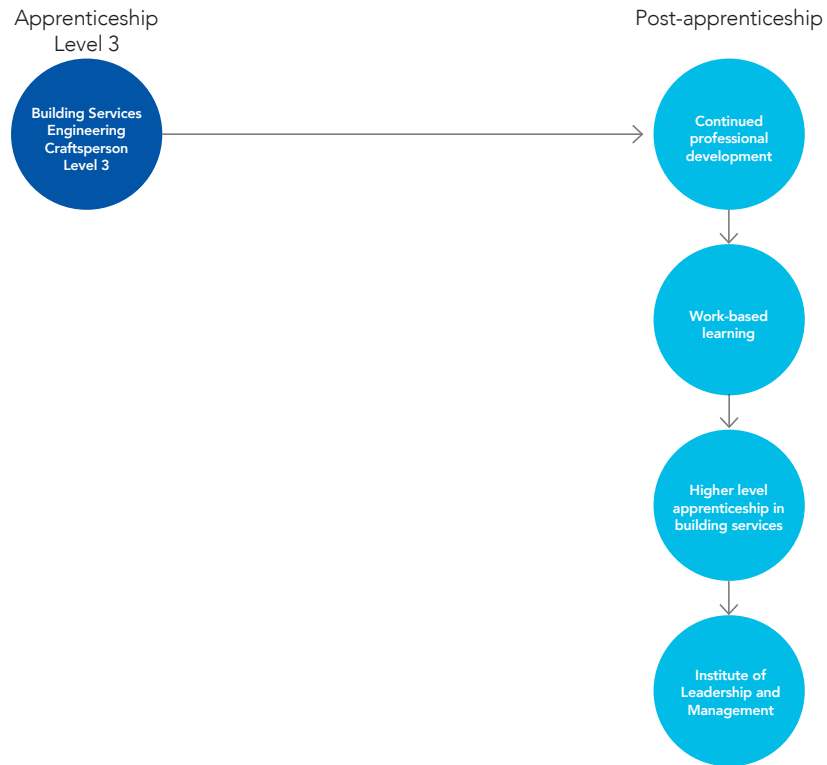 Apprenticeship
Level 3
Post-apprenticeship
Building Services
Engineering
Craftsperson
Level 3
Continued
professional
development
Work-based
learning
Higher level
apprenticeship in
building services
Institute of
Leadership and
Management